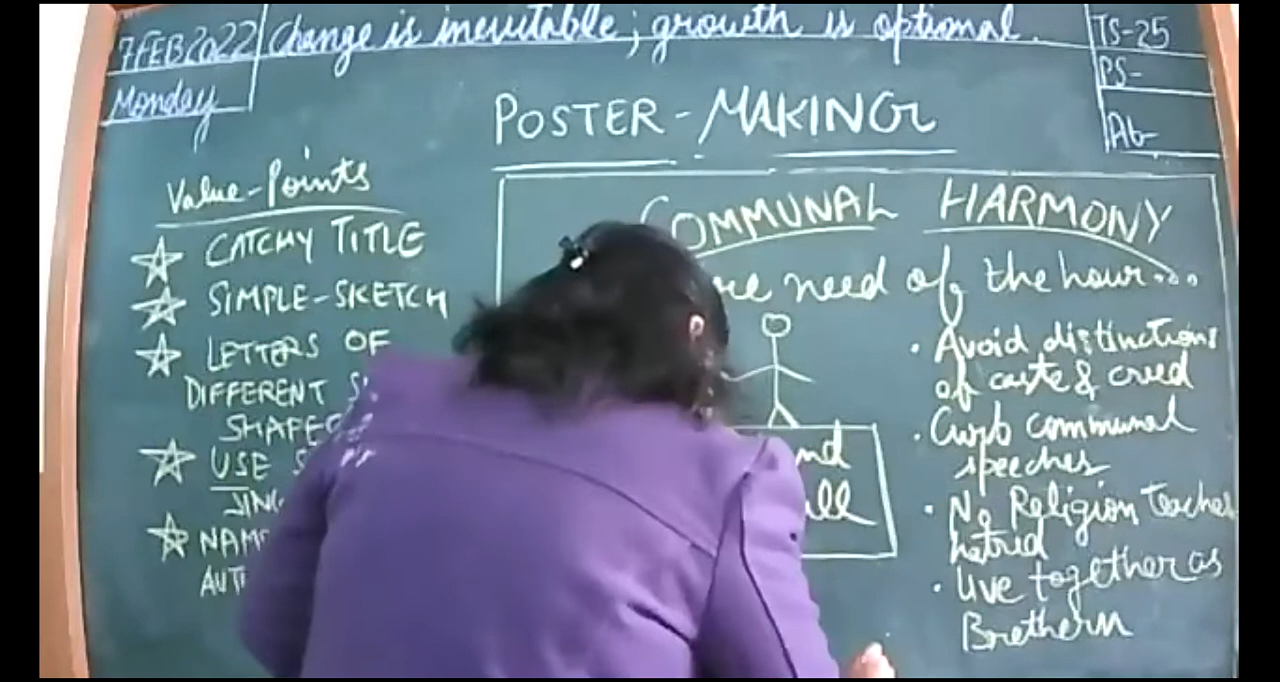 7FEB2022
Monday
Change is inevitable; growth is optional.
TS-25
PS-
Ab-
POSTER-MAKING
Value-Points
CATCHY TITLE
SIMPLE-SKETCH
LETTERS OF
DIFFERENT
USE
COMMUNAL HARMONY
need of the hour...
• Avoid distinctions
of caste & creed
• Curb communal
speeches
• No Religion teaches
hatred
• Live together as
Brethern